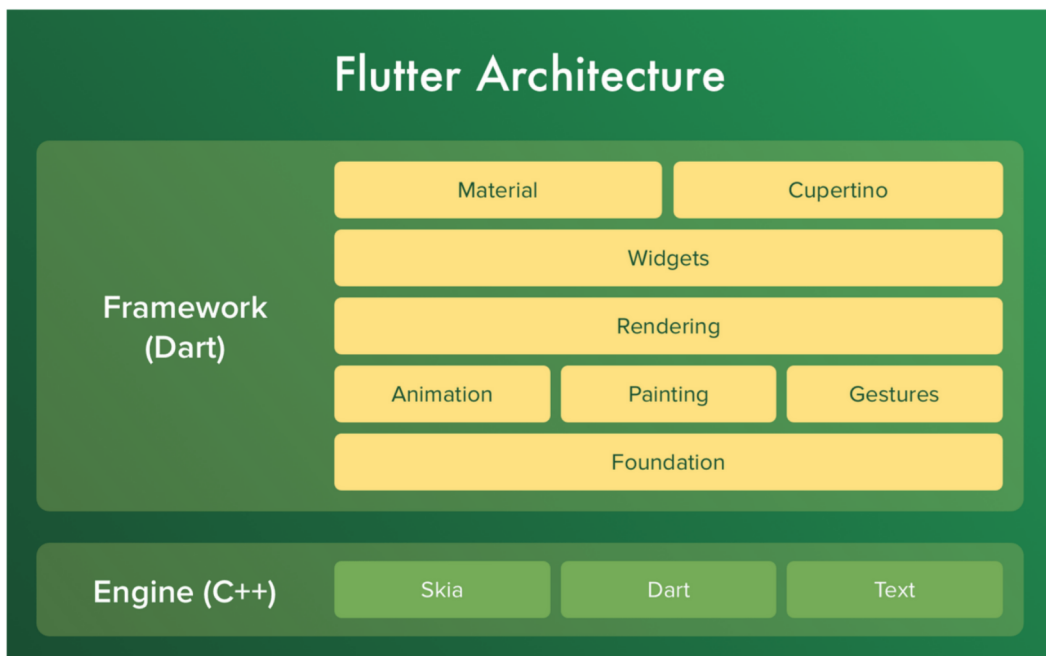 Flutter Architecture
Framework
(Dart)
Material
Cupertino
Widgets
Rendering
Animation
Painting
Gestures
Foundation
Engine (C++)
Skia
Dart
Text